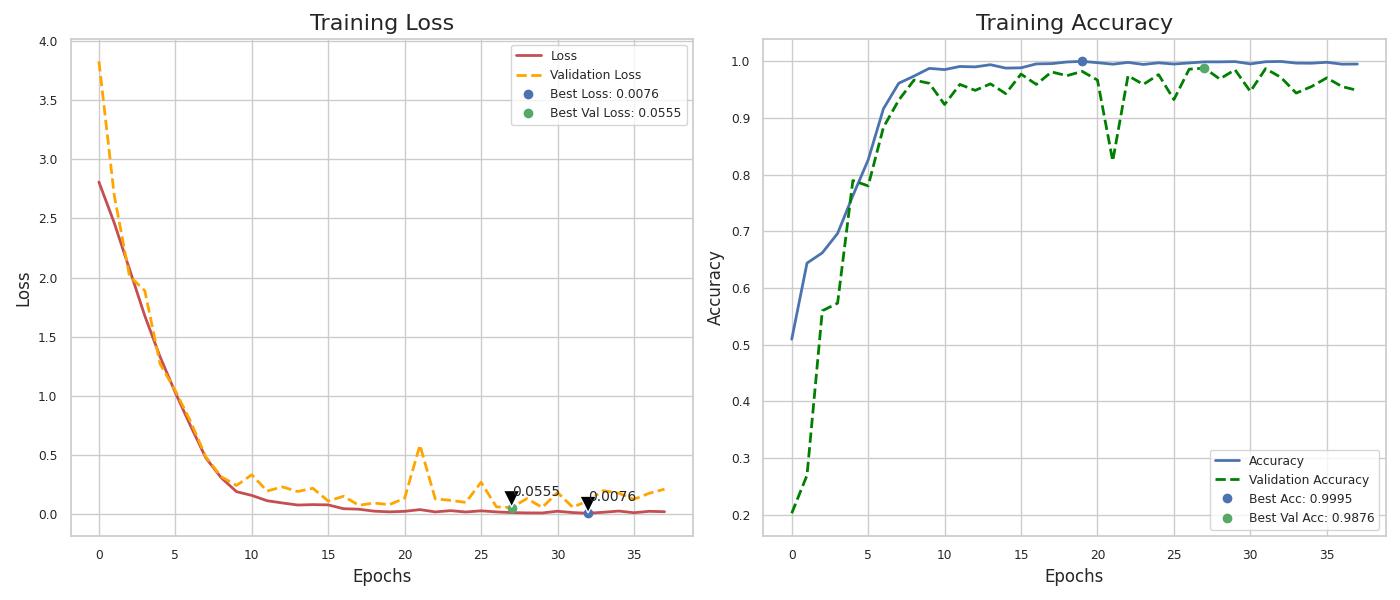 Training Loss
4.0
3.5
3.0
2.5
2.0
1.5
1.0
0.5
0.0
Loss
Loss
Validation Loss
Best Loss: 0.0076
Best Val Loss: 0.0555
0.0555
0.0076
0 5 10 15 20 25 30 35
Epochs
Training Accuracy
1.0
0.9
0.8
0.7
0.6
0.5
0.4
0.3
0.2
Accuracy
Accuracy
Validation Accuracy
Best Acc: 0.9995
Best Val Acc: 0.9876
0 5 10 15 20 25 30 35
Epochs